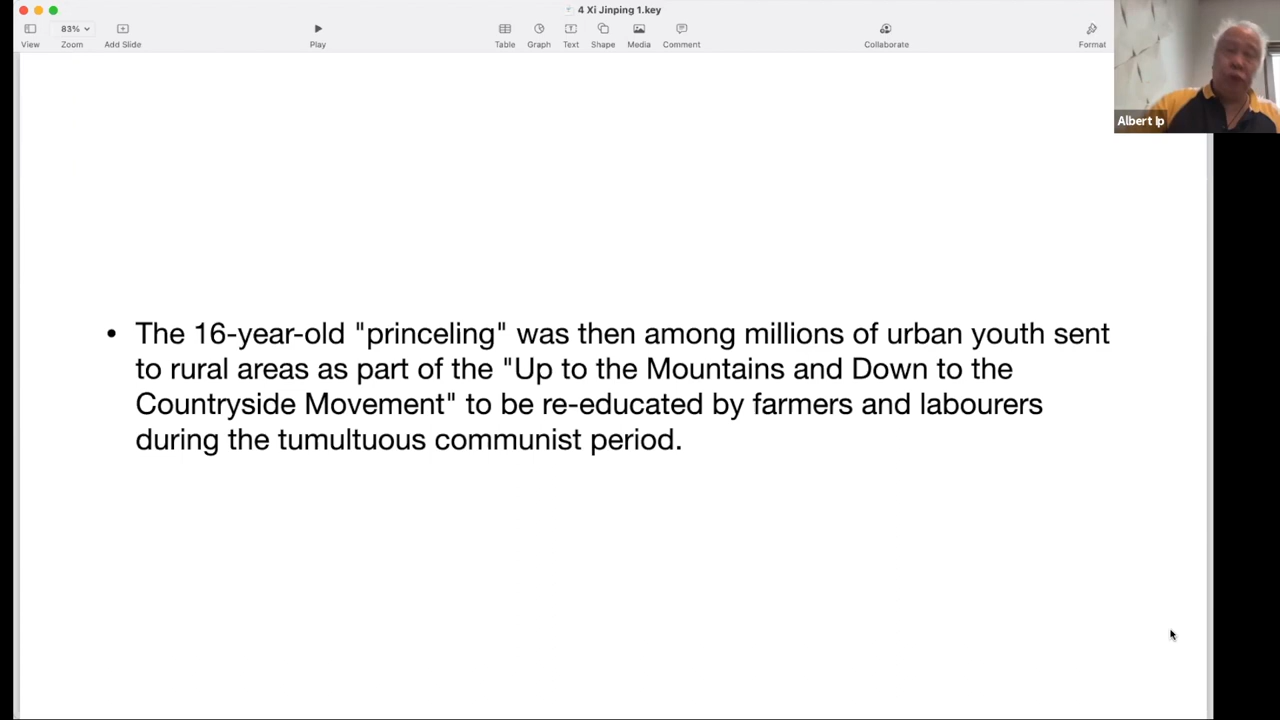 4 Xi Jinping 1.key
83%
View
Zoom
Add Slide
Play
Table
Graph
Text
Shape
Media
Comment
Collaborate
Format
Albert Ip
• The 16-year-old "princeling" was then among millions of urban youth sent
to rural areas as part of the "Up to the Mountains and Down to the
Countryside Movement" to be re-educated by farmers and labourers
during the tumultuous communist period.